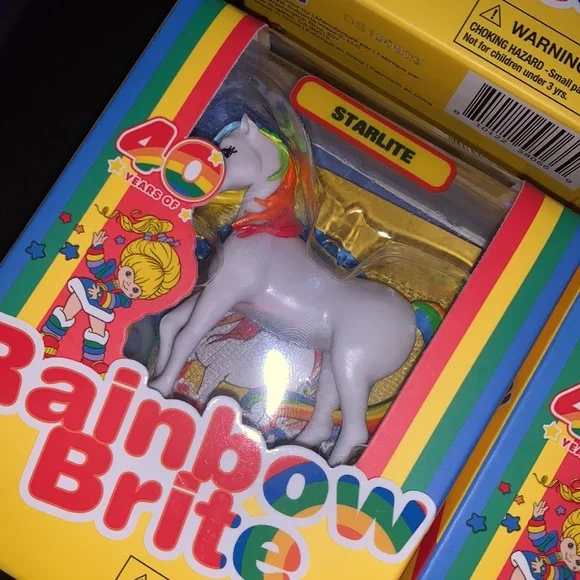 STARLITE
40
YEARS OF
Rainbow
Brite
WARNING
CHOKING HAZARD - Small pa
Not for children under 3 yrs.